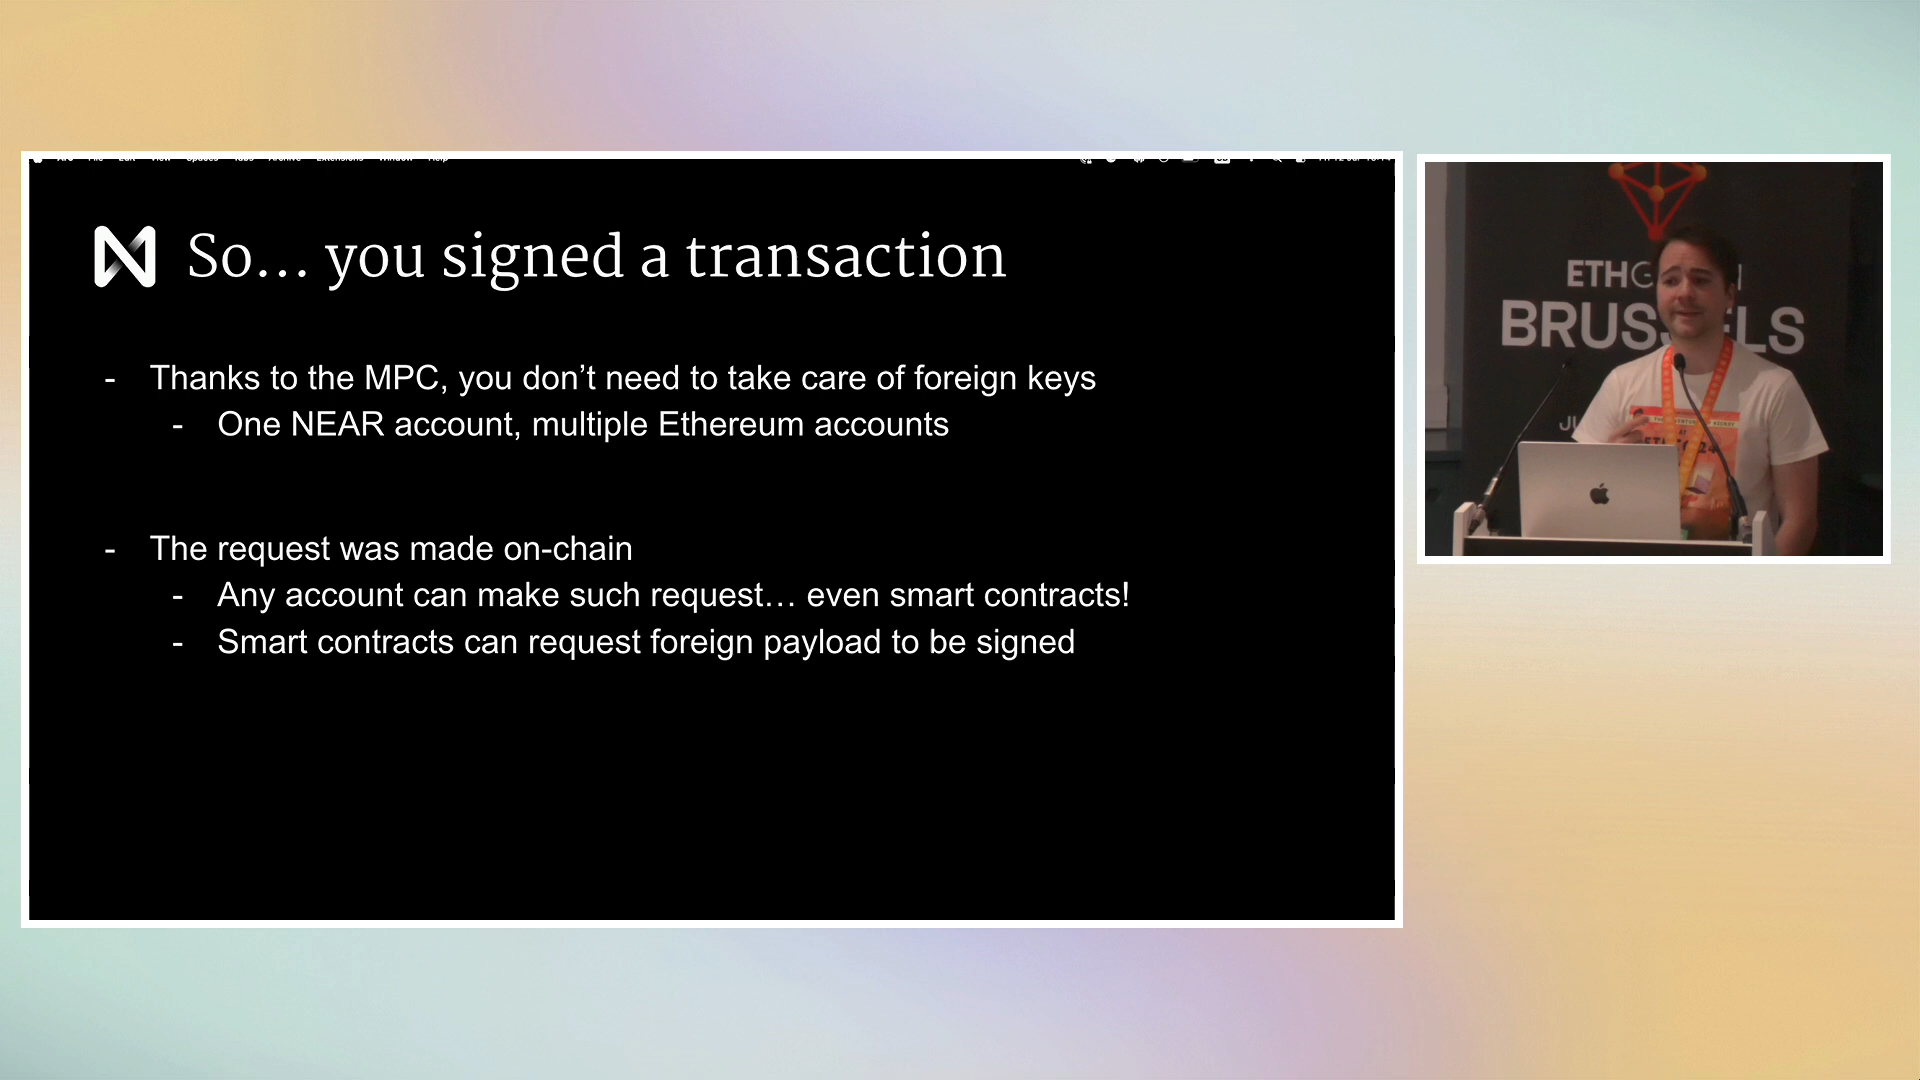 So... you signed a transaction
- Thanks to the MPC, you don't need to take care of foreign keys
- One NEAR account, multiple Ethereum accounts
- The request was made on-chain
- Any account can make such request... even smart contracts!
- Smart contracts can request foreign payload to be signed